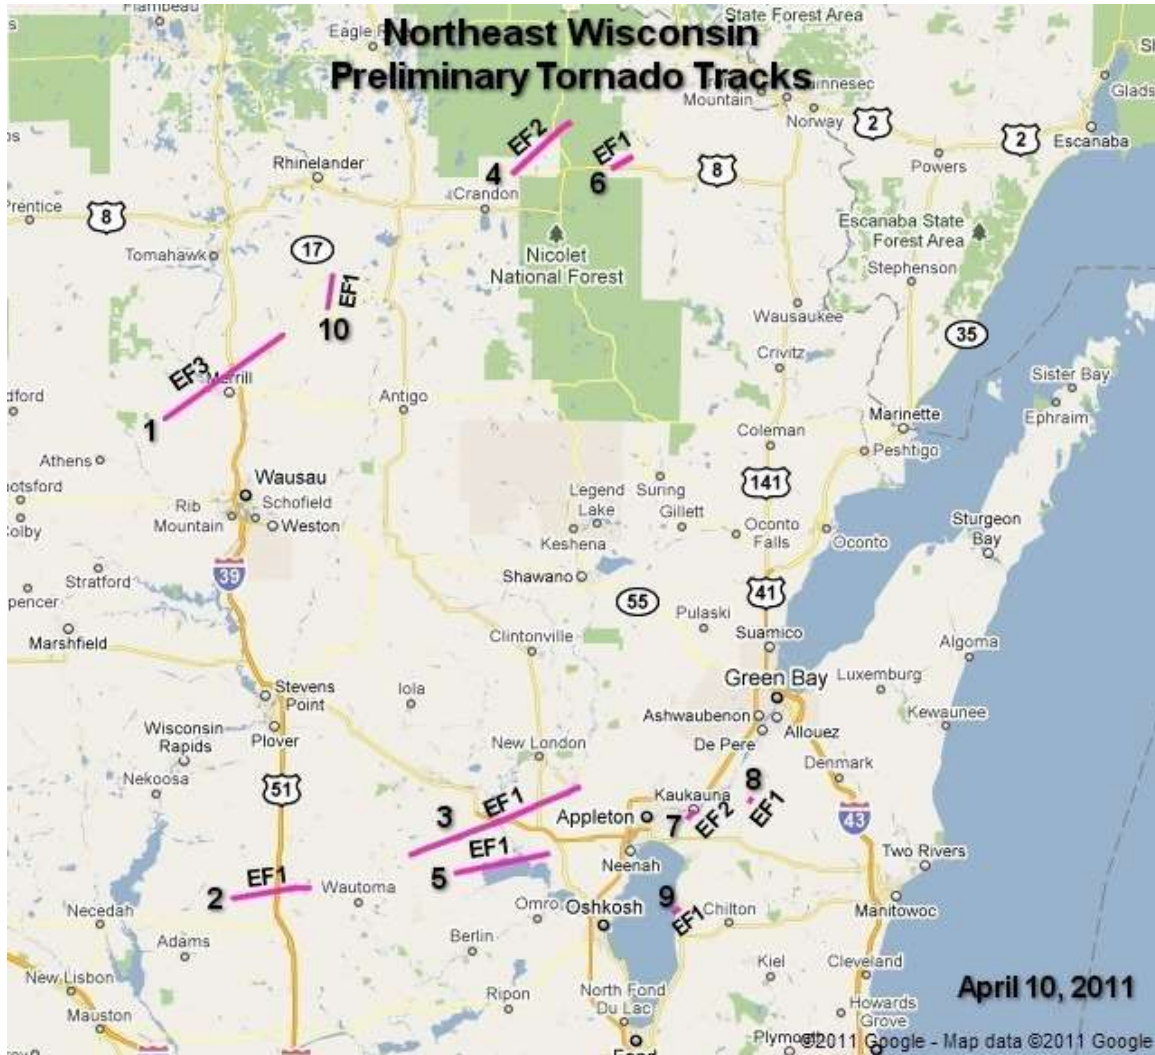 Northeast Wisconsin
Preliminary Tornado Tracks
State Forest Area
Flambeau
Eagle
Mountain
Norway
2
2
Escanaba
Glads
Rhinelander
EF2
4
EF1
6
8
Powers
Prentice
8
Crandon
Tomahawk
17
Nicolet
National Forest
Escanaba State
Forest Area
Stephenson
EF1
10
Wausaukee
35
EF3
Merrill
1
Crivitz
Sister Bay
Ephraim
Antigo
Marinette
Coleman
Peshtigo
Athens
Wausau
Rib
Mountain
Schofield
Weston
Legend
Lake
Suring
Gillett
141
Keshena
Oconto
Falls
Oconto
Sturgeon
Bay
Stratford
39
Shawano
41
55
Marshfield
Pulaski
Suamico
Clintonville
Algoma
Green Bay
Luxemburg
Stevens
Point
Iola
Ashwaubenon
Kewaunee
Wisconsin
Rapids
Plover
De Pere
Allouez
New London
Denmark
Nekoosa
51
3
EF1
Appleton
Kaukauna
7
EF2
8
EF1
43
EF1
5
Neenah
Two Rivers
2
EF1
Wautoma
Omro
Oshkosh
9
EF1
Chilton
Manitowoc
Necedah
Adams
Berlin
New Lisbon
Kiel
Cleveland
Ripon
North Fond
Du Lac
April 10, 2011
Mauston
Howards
Grove
Plymouth
Fond
©2011 Google - Map data ©2011 Google